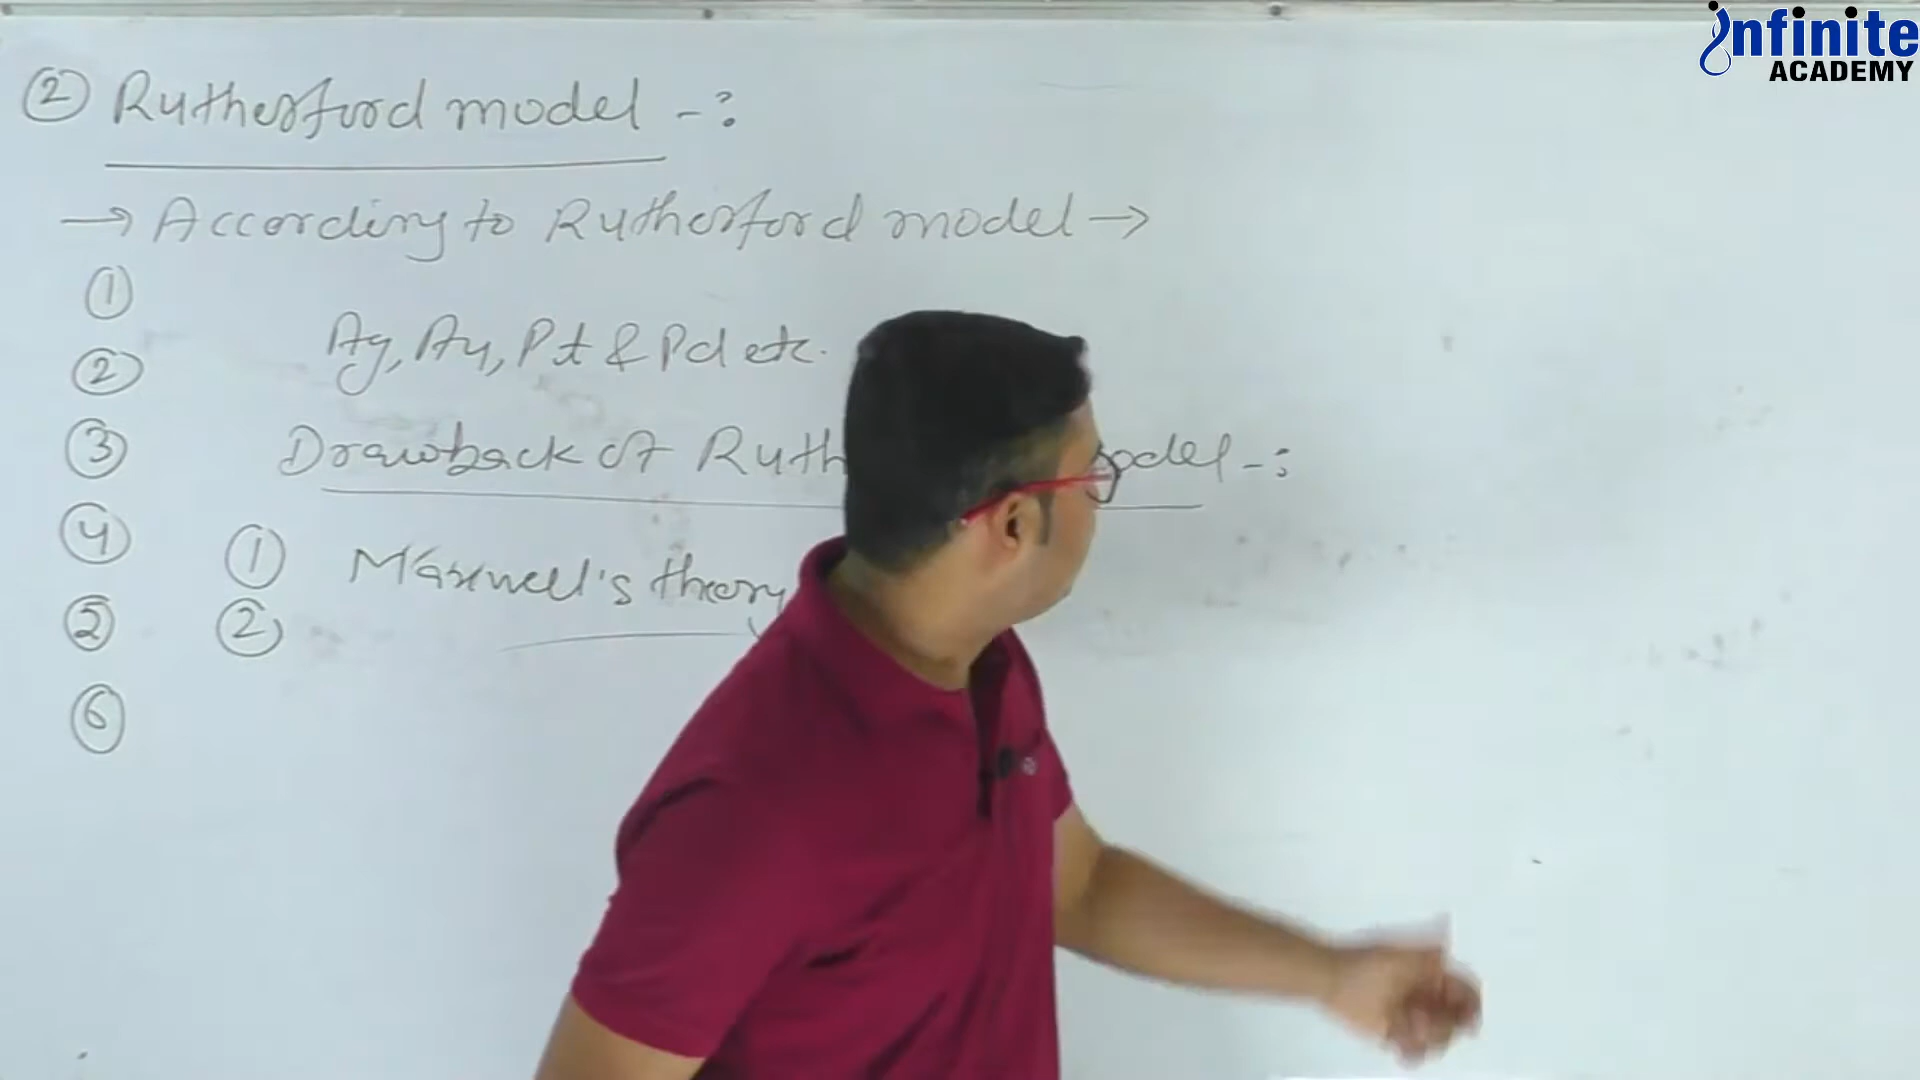 ② Rutherford model -:
→ According to Rutherford model →
①
② Ag, Au, Pt & Pd etc.
③ Drawback of Ruth odel -:
④ ① Maxwell's theory
⑤ ②
⑥
Infinite
ACADEMY